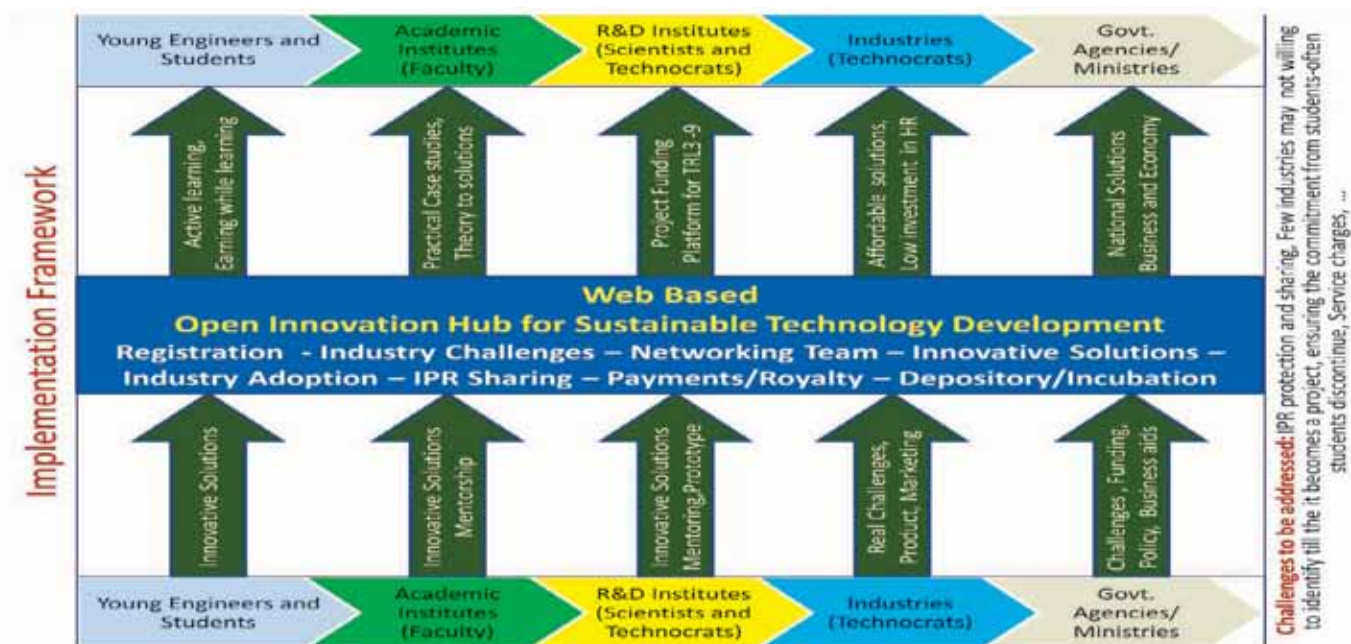 Implementation Framework
Young Engineers and
Students
Academic
Institutes
(Faculty)
R&D Institutes
(Scientists and
Technocrats)
Industries
(Technocrats)
Govt.
Agencies/
Ministries
Active learning,
Earning while learning
Practical Case studies,
Theory to solutions
Project Funding
Platform for TRL3 -9
Affordable solutions,
Low investment in HR
National Solutions
Business and Economy
Web Based
Open Innovation Hub for Sustainable Technology Development
Registration - Industry Challenges – Networking Team – Innovative Solutions –
Industry Adoption – IPR Sharing – Payments/Royalty – Depository/Incubation
Innovative Solutions
Innovative Solutions
Mentorship
Innovative Solutions
Mentoring,Prototype
Real Challenges,
Product, Marketing
Challenges , Funding,
Policy, Business aids
Young Engineers and
Students
Academic
Institutes
(Faculty)
R&D Institutes
(Scientists and
Technocrats)
Industries
(Technocrats)
Govt.
Agencies/
Ministries
Challenges to be addressed: IPR protection and sharing, Few industries may not willing
to identify till the it becomes a project, ensuring the commitment from students-often
students discontinue, Service charges, ...